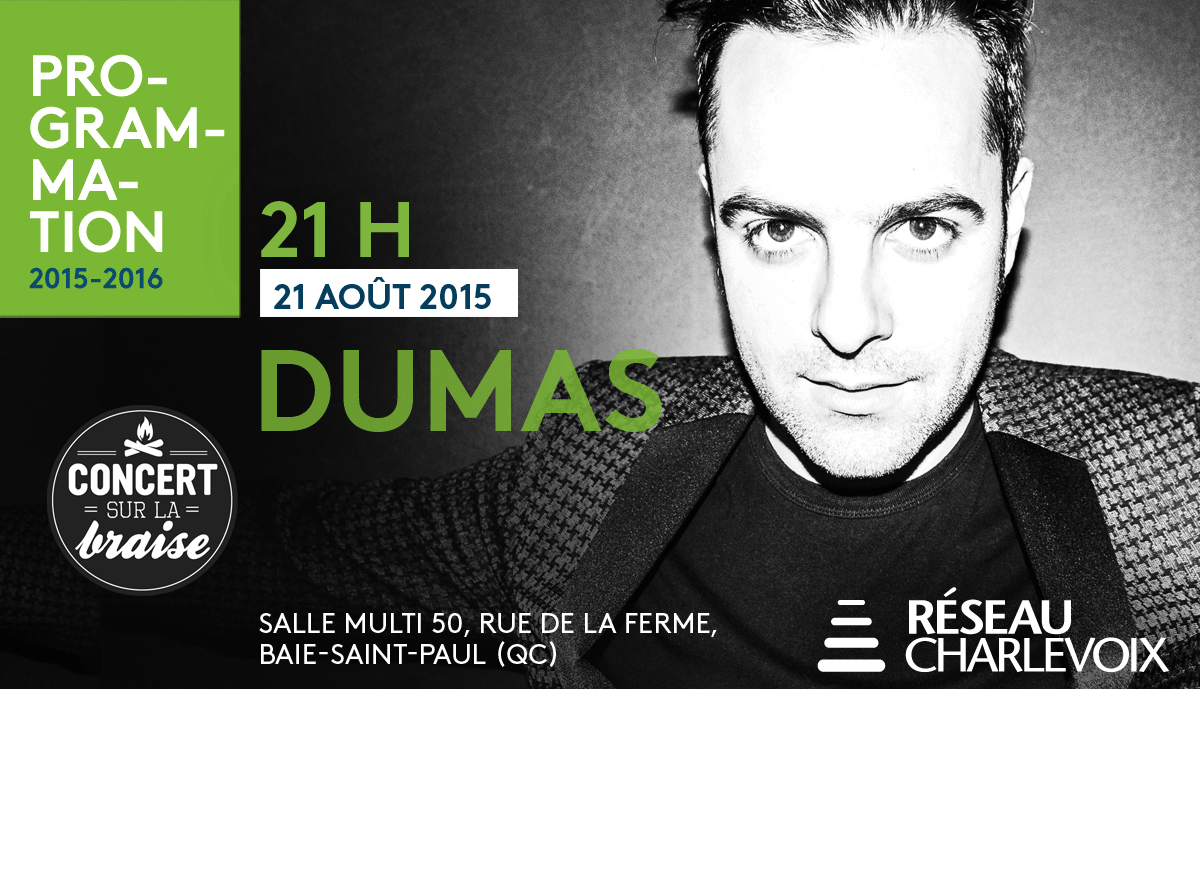 PRO-
GRAM-
MA-
TION
2015-2016
21 H
21 AOÛT 2015
DUMAS
CONCERT
SUR LA
braise
SALLE MULTI 50, RUE DE LA FERME,
BAIE-SAINT-PAUL (QC)
RÉSEAU
CHARLEVOIX